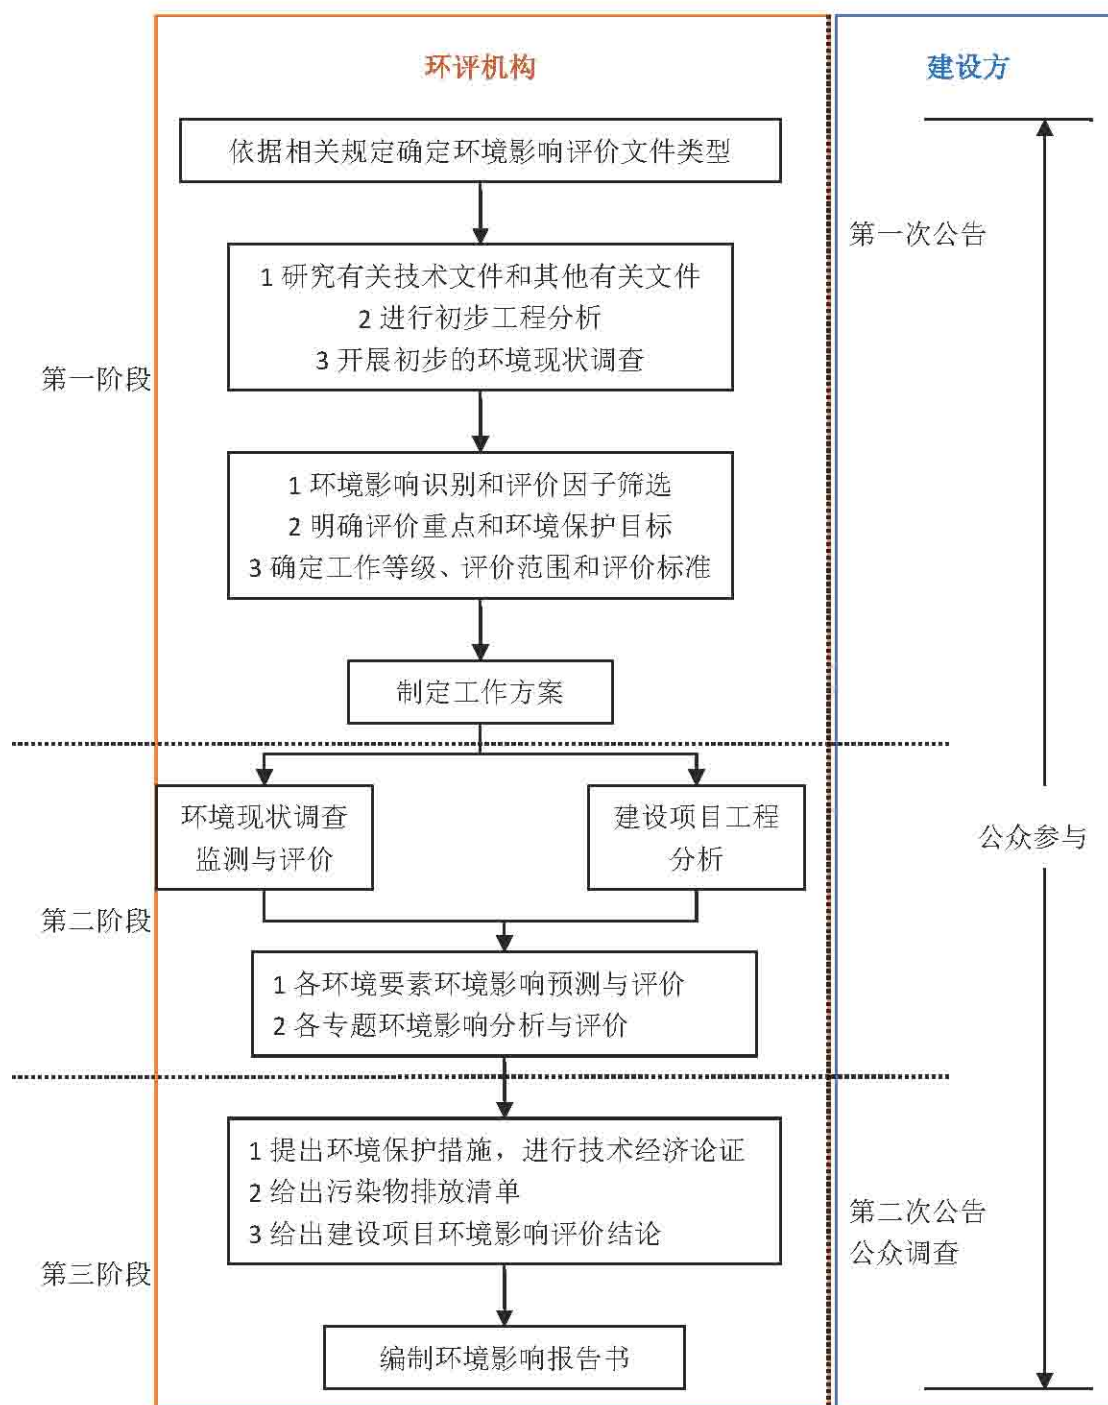 环评机构
建设方
依据相关规定确定环境影响评价文件类型
第一次公告
1 研究有关技术文件和其他有关文件
2 进行初步工程分析
3 开展初步的环境现状调查
第一阶段
1 环境影响识别和评价因子筛选
2 明确评价重点和环境保护目标
3 确定工作等级、评价范围和评价标准
制定工作方案
环境现状调查
监测与评价
建设项目工程
分析
公众参与
第二阶段
1 各环境要素环境影响预测与评价
2 各专题环境影响分析与评价
1 提出环境保护措施，进行技术经济论证
2 给出污染物排放清单
3 给出建设项目环境影响评价结论
第二次公告
公众调查
第三阶段
编制环境影响报告书